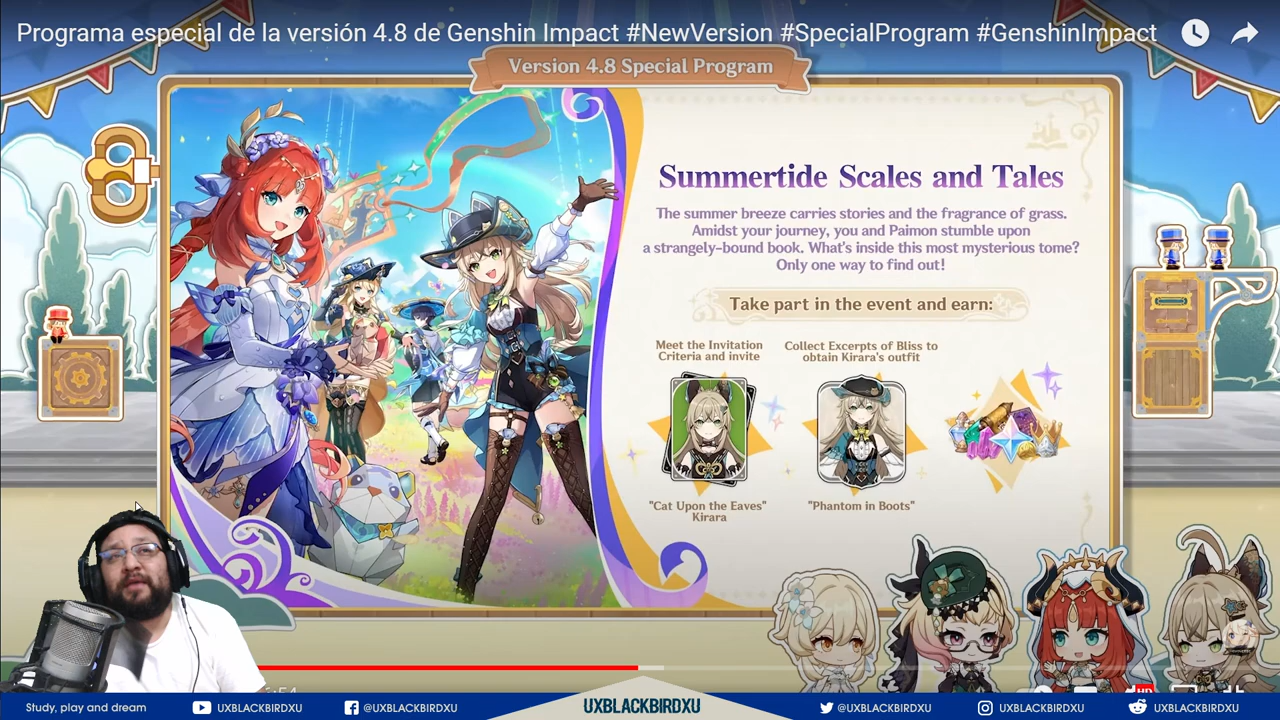 Programa especial de la versión 4.8 de Genshin Impact #NewVersion #SpecialProgram #GenshinImpact
Version 4.8 Special Program
Summertide Scales and Tales
The summer breeze carries stories and the fragrance of grass.
Amidst your journey, you and Paimon stumble upon
a strangely-bound book. What's inside this most mysterious tome?
Only one way to find out!
Take part in the event and earn:
Meet the Invitation
Criteria and invite
Collect Excerpts of Bliss to
obtain Kirara's outfit
"Cat Upon the Eaves"
Kirara
"Phantom in Boots"
HD
Study, play and dream
UXBLACKBIRDXU
@UXBLACKBIRDXU
UXBLACKBIRDXU
@UXBLACKBIRDXU
UXBLACKBIRDXU
UXBLACKBIRDXU